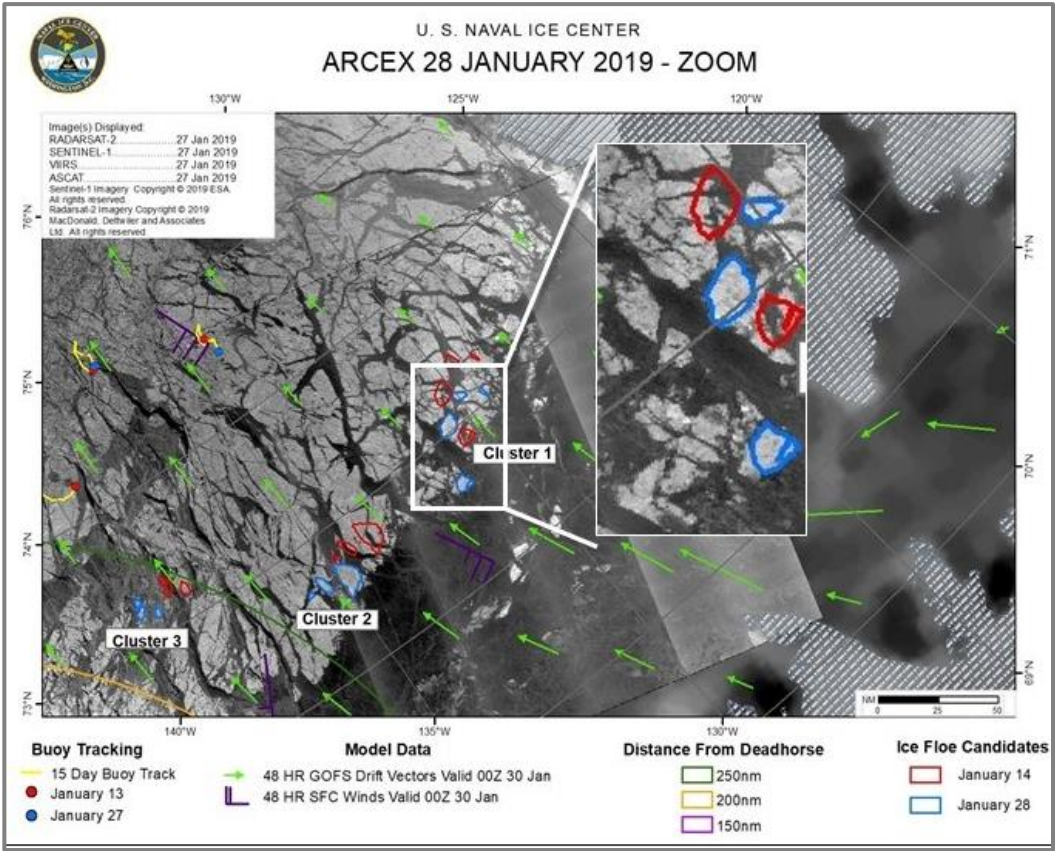 U. S. NAVAL ICE CENTER
ARCEX 28 JANUARY 2019 - ZOOM
NAVAL ICE CENTER
130°W
125°W
120°W
Image(s) Displayed:
RADARSAT-2..................27 Jan 2019
SENTINEL-1..................27 Jan 2019
VIIRS..................27 Jan 2019
ASCAT..................27 Jan 2019
Sentinel-1 Imagery Copyright © 2019 ESA.
All rights reserved.
Radarsat-2 Imagery Copyright © 2019
MacDonald, Dettwiler and Associates
Ltd. All rights reserved.
76°N
71°N
75°N
Cluster 1
70°N
74°N
Cluster 2
Cluster 3
69°N
73°N
NM
0 25 50
140°W
135°W
130°W
Buoy Tracking
15 Day Buoy Track
January 13
January 27
Model Data
48 HR GOFS Drift Vectors Valid 00Z 30 Jan
48 HR SFC Winds Valid 00Z 30 Jan
Distance From Deadhorse
250nm
200nm
150nm
Ice Floe Candidates
January 14
January 28